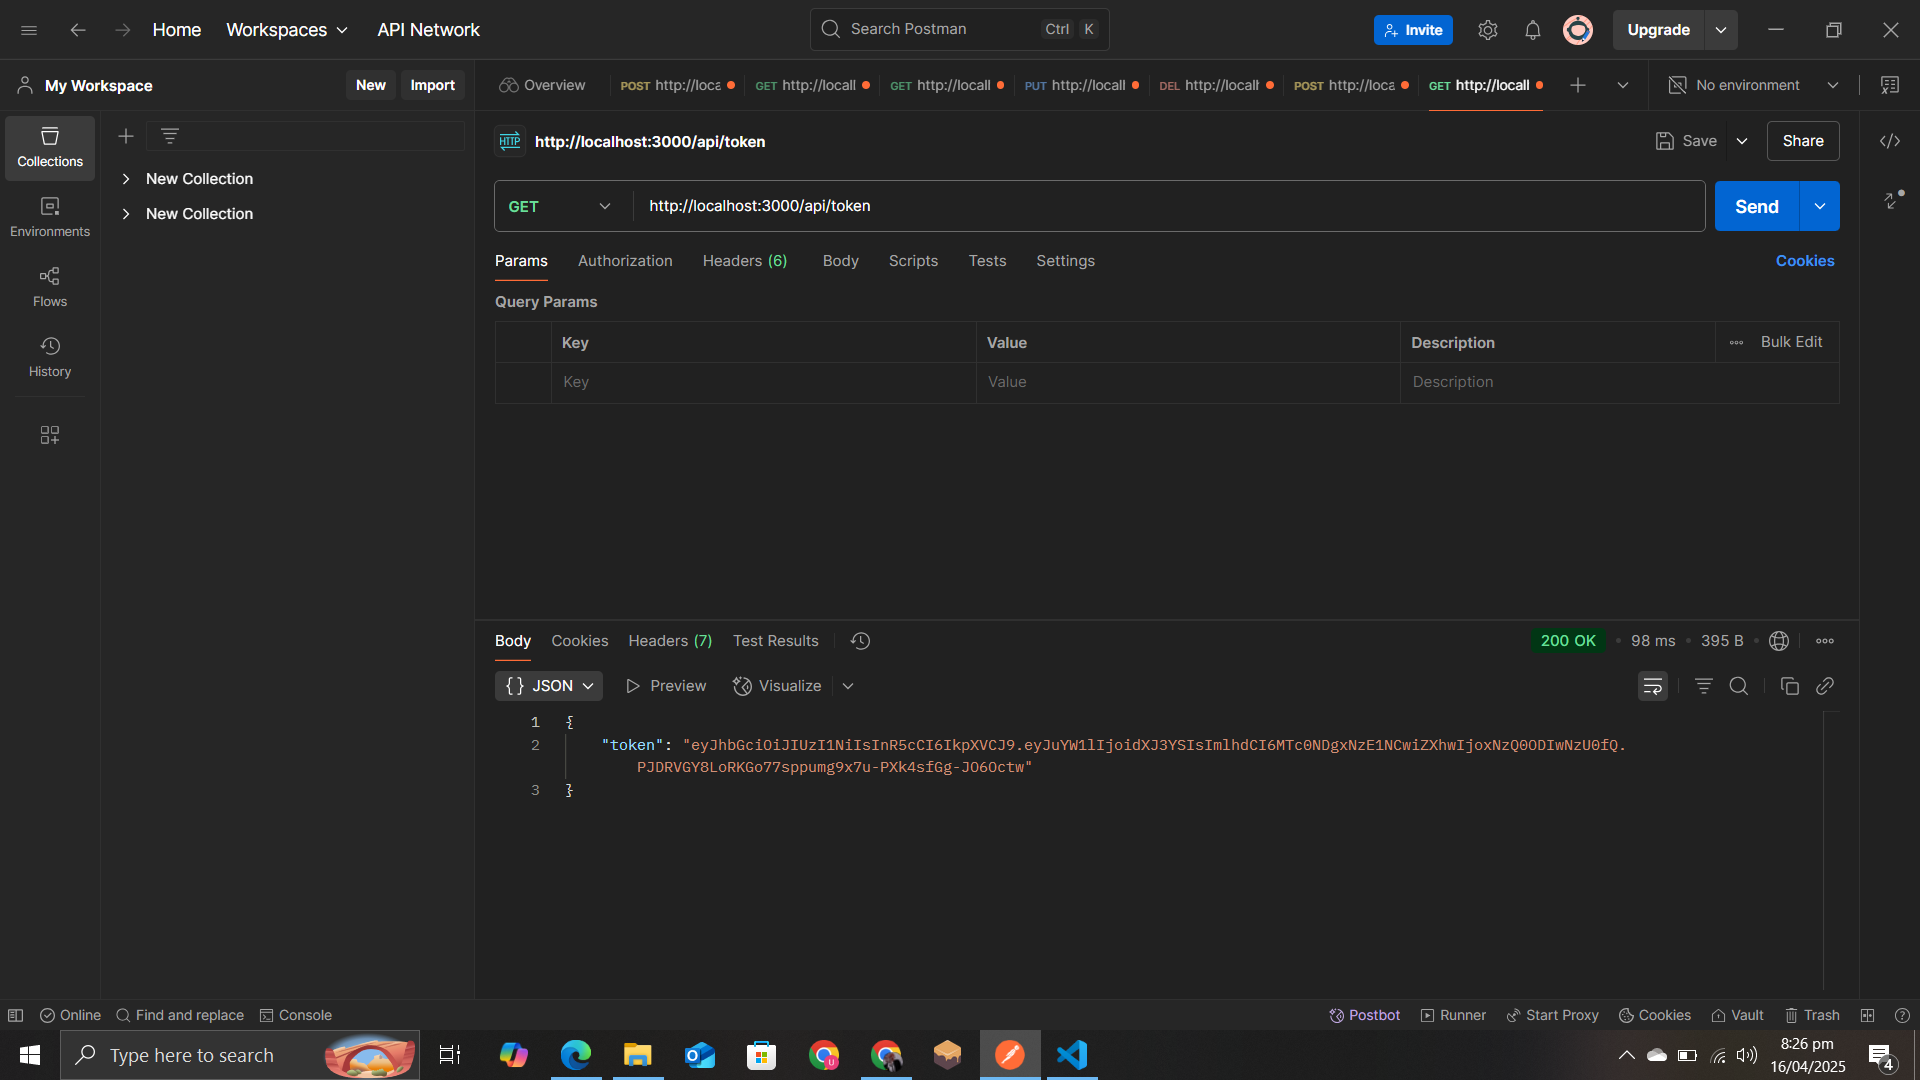 Home Workspaces API Network Search Postman Ctrl K Invite Upgrade
My Workspace New Import Overview POST http://loca GET http://locall GET http://locall PUT http://locall DEL http://locall POST http://loca GET http://locall No environment
Collections
Environments
Flows
History
New Collection
New Collection
HTTP http://localhost:3000/api/token Save Share
GET http://localhost:3000/api/token Send
Params Authorization Headers (6) Body Scripts Tests Settings Cookies
Query Params
Key Value Description Bulk Edit
Key Value Description
Body Cookies Headers (7) Test Results 200 OK 98 ms 395 B
{} JSON Preview Visualize
1 {
2 "token": "eyJhbGciOiJIUzI1NiIsInR5cCI6IkpXVCJ9.eyJuYW1lIjoidXJ3YSIsImlhdCI6MTc0NDgxNzE1NCwiZXhwIjoxNzQ0ODIwNzU0fQ.
PJDRVGY8LoRKGo77sppumg9x7u-PXk4sfGg-JO6Octw"
3 }
Online Find and replace Console Postbot Runner Start Proxy Cookies Vault Trash
Type here to search
8:26 pm
16/04/2025
4